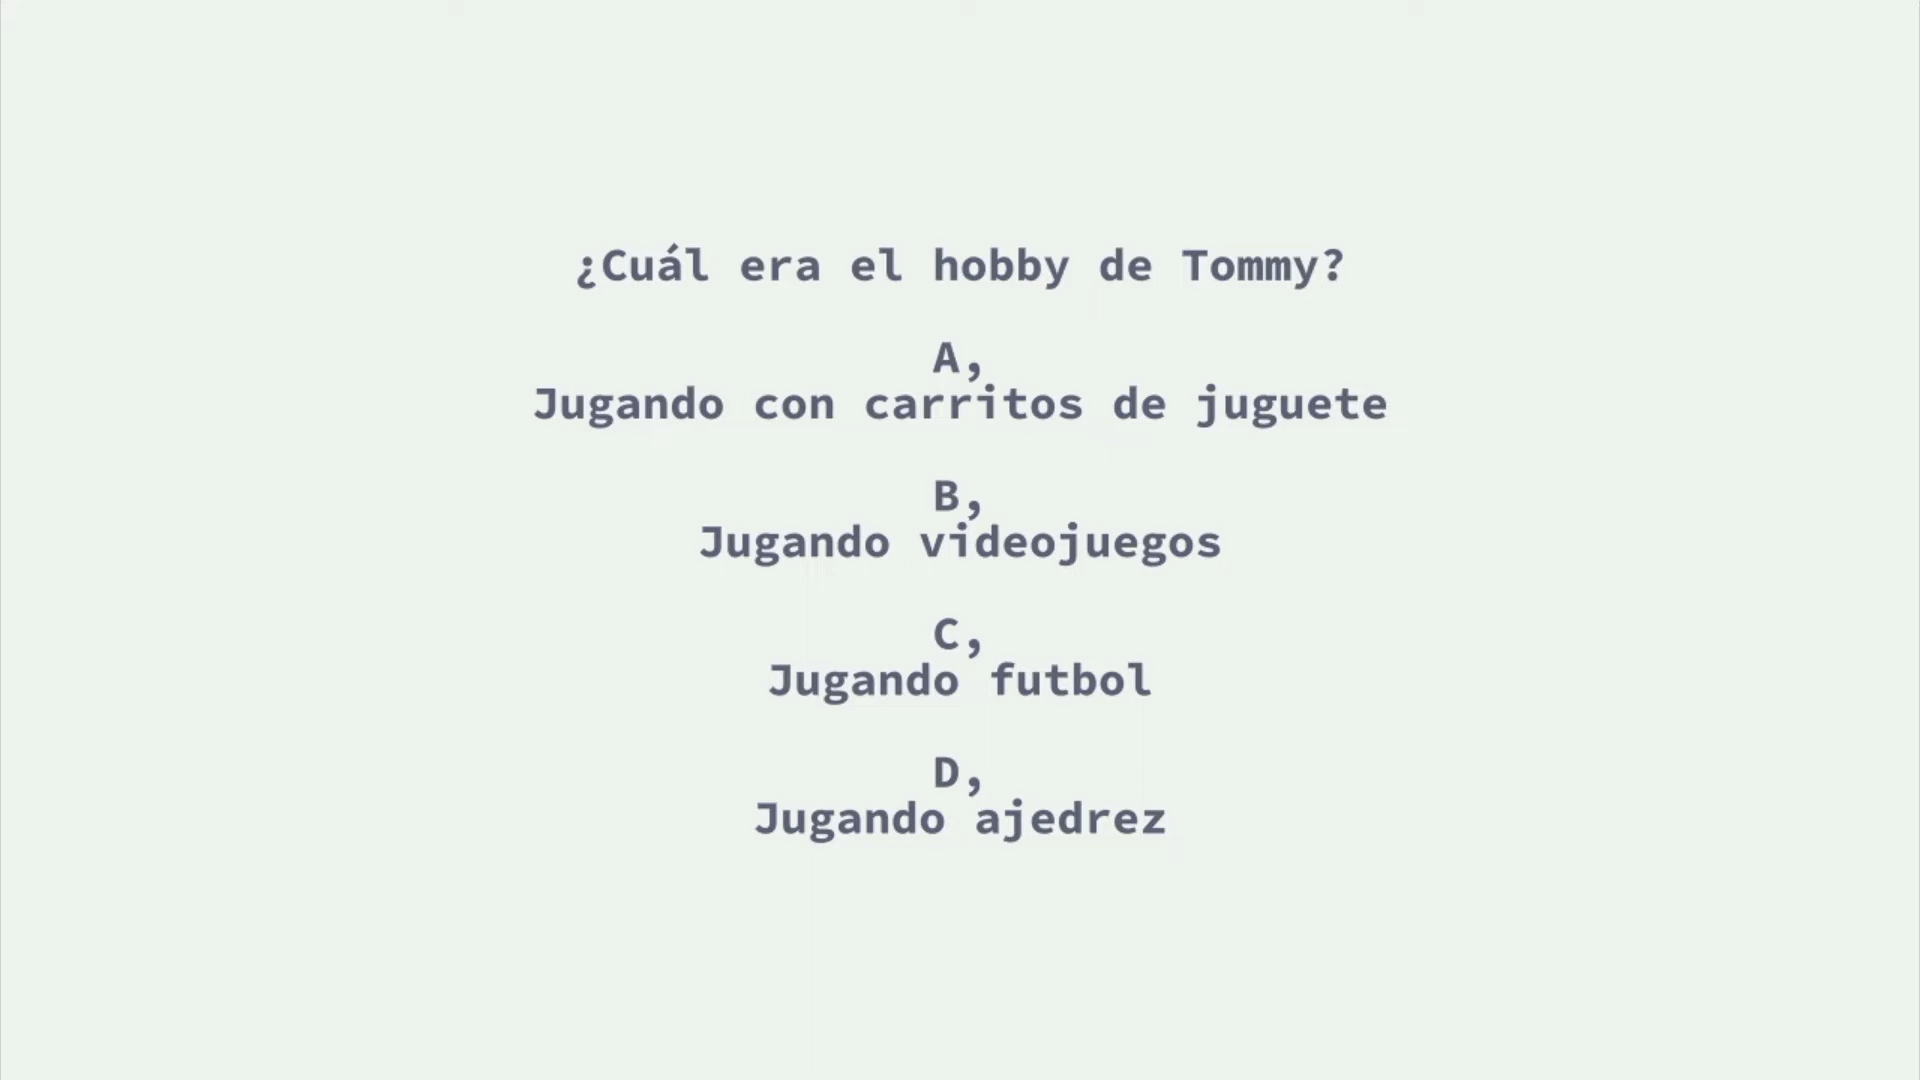 ¿Cuál era el hobby de Tommy?
A,
Jugando con carritos de juguete
B,
Jugando videojuegos
C,
Jugando futbol
D,
Jugando ajedrez